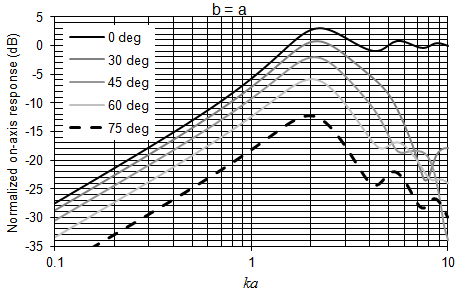 b = a
Normalized on-axis response (dB)
5
0
-5
-10
-15
-20
-25
-30
-35
0 deg
30 deg
45 deg
60 deg
75 deg
0.1
1
10
ka